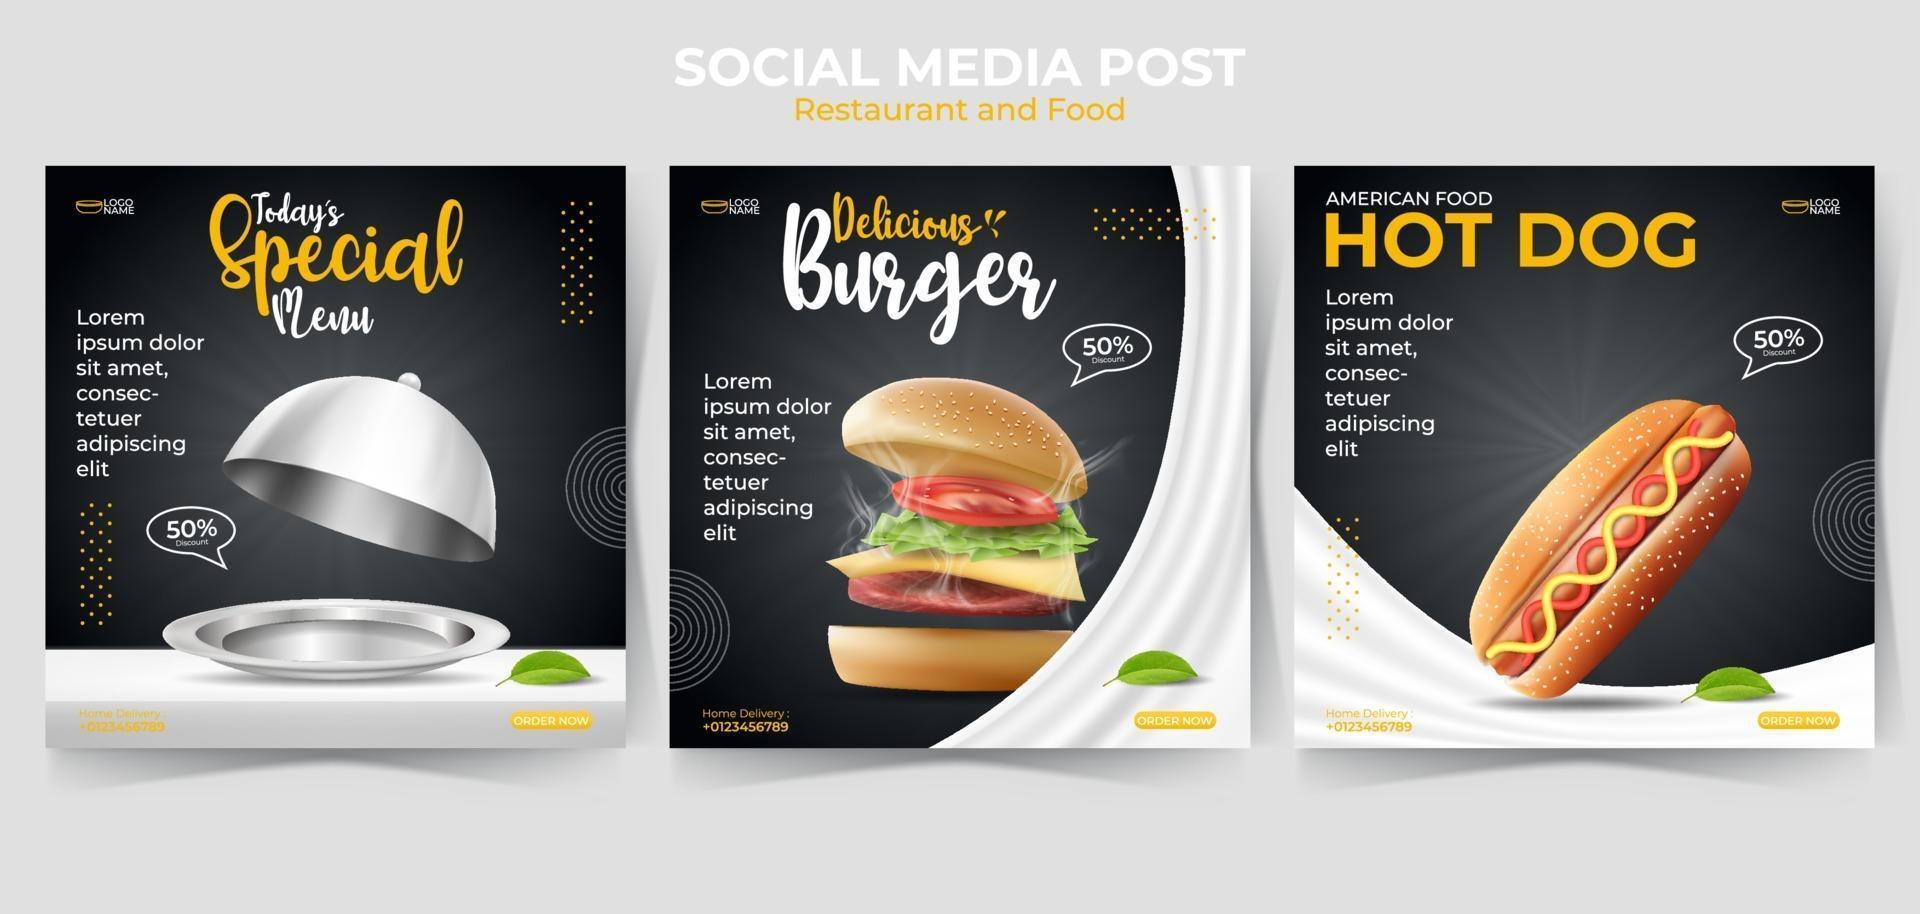 SOCIAL MEDIA POST
Restaurant and Food
LOGO
NAME
Today's
Special
Menu
Lorem
ipsum dolor
sit amet,
consec-
tetuer
adipiscing
elit
50%
Discount
Home Delivery :
+0123456789
ORDER NOW
LOGO
NAME
Delicious
Burger
50%
Discount
Lorem
ipsum dolor
sit amet,
consec-
tetuer
adipiscing
elit
Home Delivery :
+0123456789
ORDER NOW
AMERICAN FOOD
HOT DOG
LOGO
NAME
Lorem
ipsum dolor
sit amet,
consec-
tetuer
adipiscing
elit
50%
Discount
Home Delivery :
+0123456789
ORDER NOW